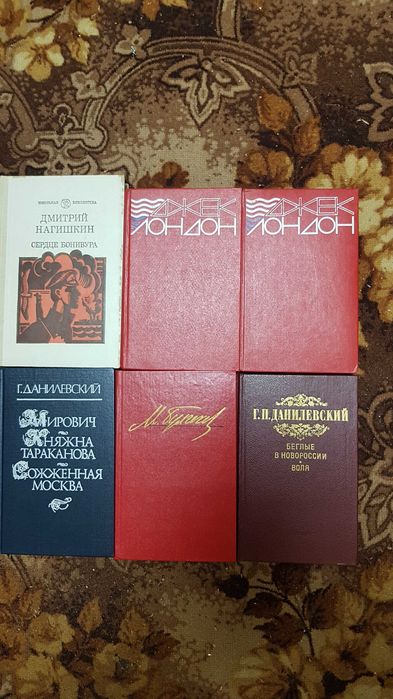 ШКОЛЬНАЯ БИБЛИОТЕКА
ДМИТРИЙ
НАГИШКИН
СЕРДЦЕ БОНИВУРА
ДЖЕК
ЛОНДОН
ДЖЕК
ЛОНДОН
Г. ДАНИЛЕВСКИЙ
Мирович
Княжна
Тараканова
Сожженная
Москва
М. Булгаков
Г.П. ДАНИЛЕВСКИЙ
БЕГЛЫЕ
В НОВОРОССИИ
ВОЛЯ